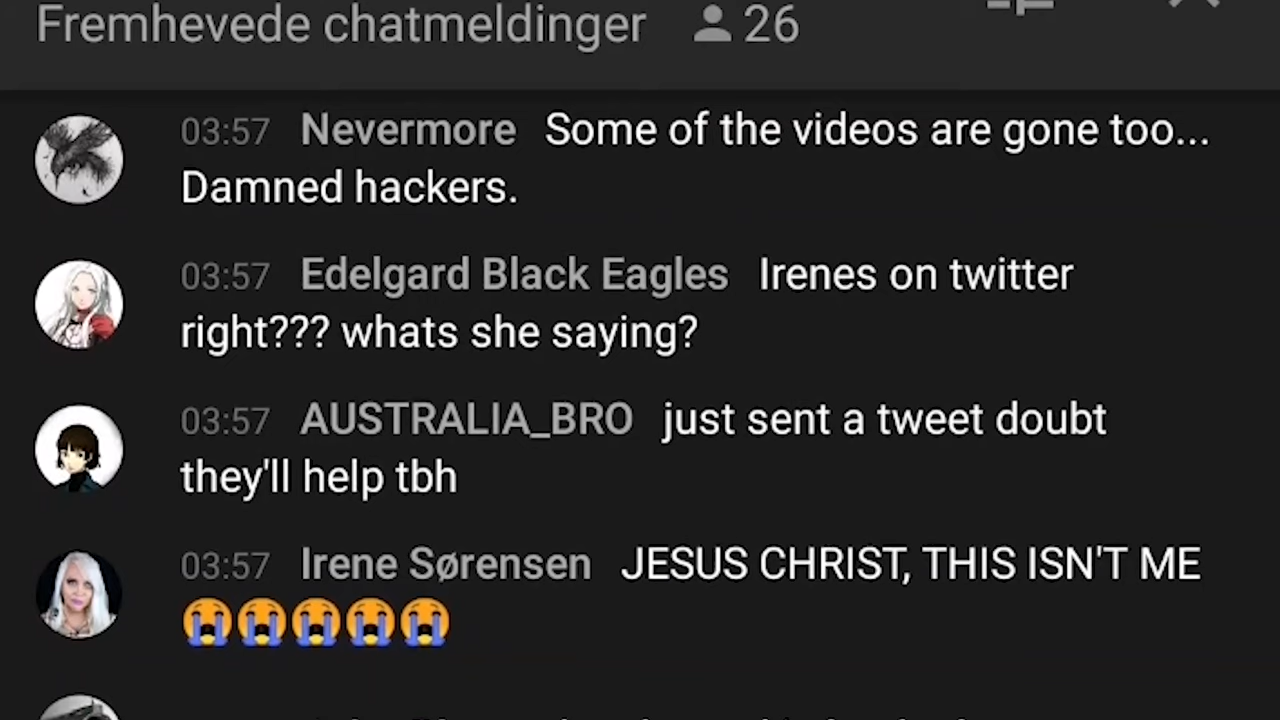 Fremhevede chatmeldinger 26
03:57 Nevermore Some of the videos are gone too...
Damned hackers.
03:57 Edelgard Black Eagles Irenes on twitter
right??? whats she saying?
03:57 AUSTRALIA_BRO just sent a tweet doubt
they'll help tbh
03:57 Irene Sørensen JESUS CHRIST, THIS ISN'T ME
😭😭😭😭😭